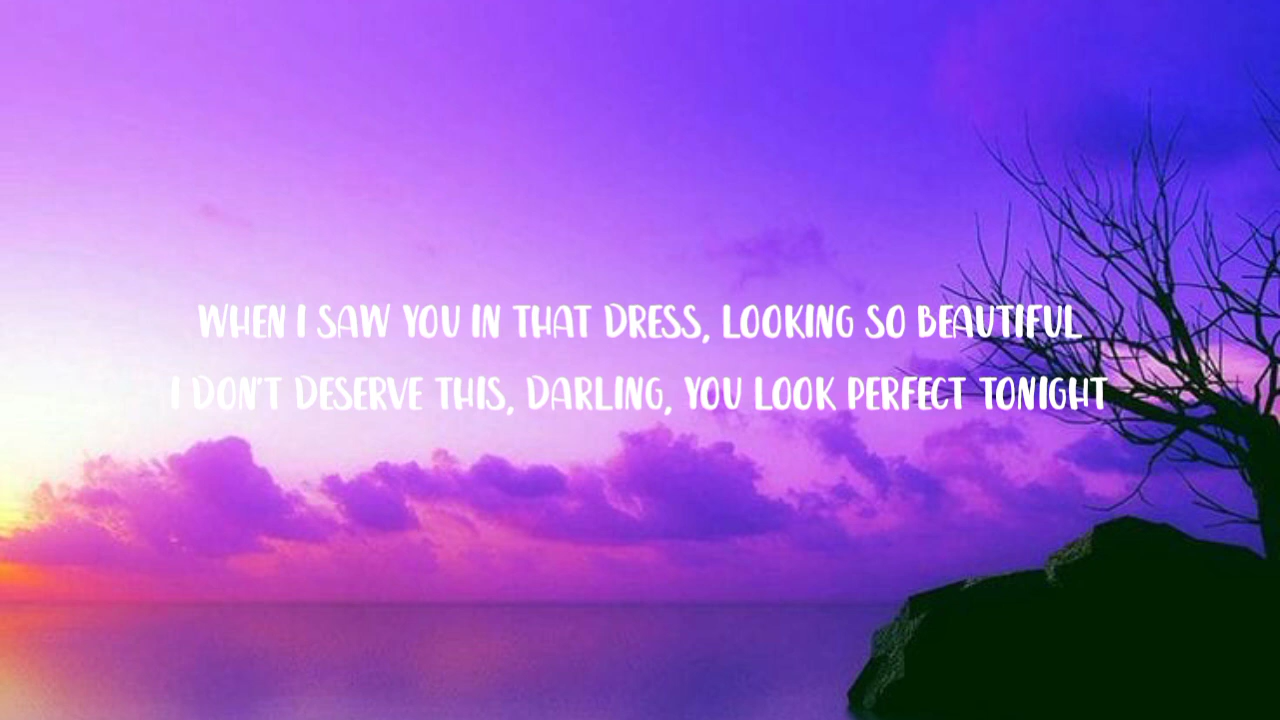 WHEN I SAW YOU IN THAT DRESS, LOOKING SO BEAUTIFUL
I DON'T DESERVE THIS, DARLING, YOU LOOK PERFECT TONIGHT